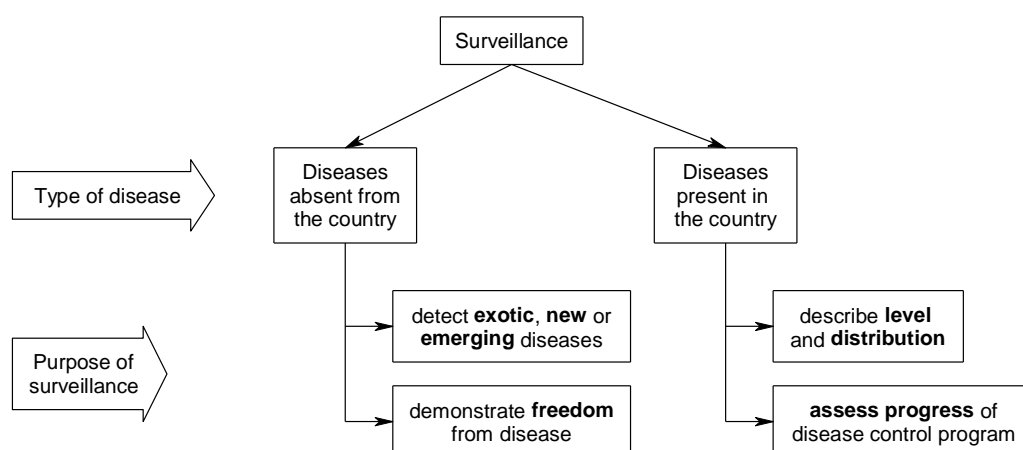 Surveillance
Type of disease
Diseases
absent from
the country
Diseases
present in
the country
Purpose of
surveillance
detect exotic, new or
emerging diseases
describe level
and distribution
demonstrate freedom
from disease
assess progress of
disease control program